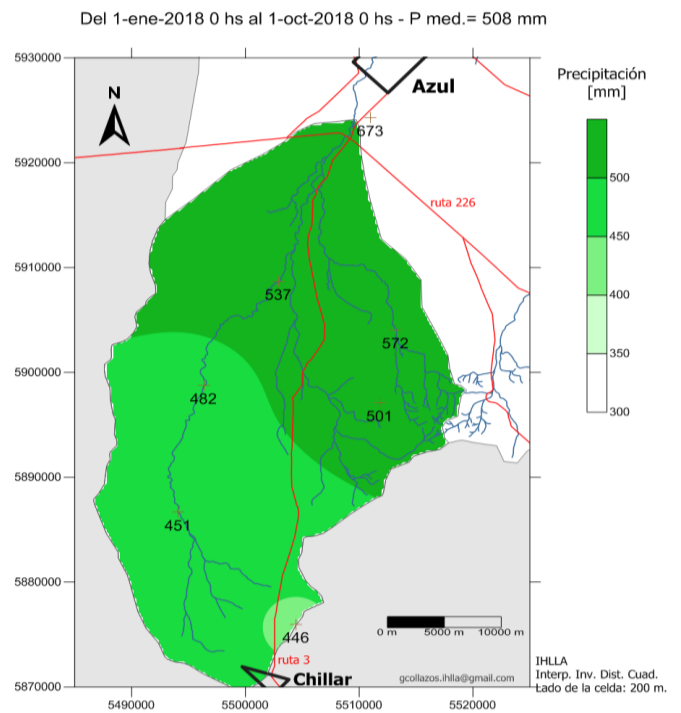 Del 1-ene-2018 0 hs al 1-oct-2018 0 hs - P med.= 508 mm
5930000
5920000
5910000
5900000
5890000
5880000
5870000
N
Azul
673
ruta 226
537
572
482
501
451
446
ruta 3
Chillar
0 m 5000 m 10000 m
gcollazos.ihlla@gmail.com
5490000 5500000 5510000 5520000
Precipitación
[mm]
500
450
400
350
300
IHLLA
Interp. Inv. Dist. Cuad.
Lado de la celda: 200 m.